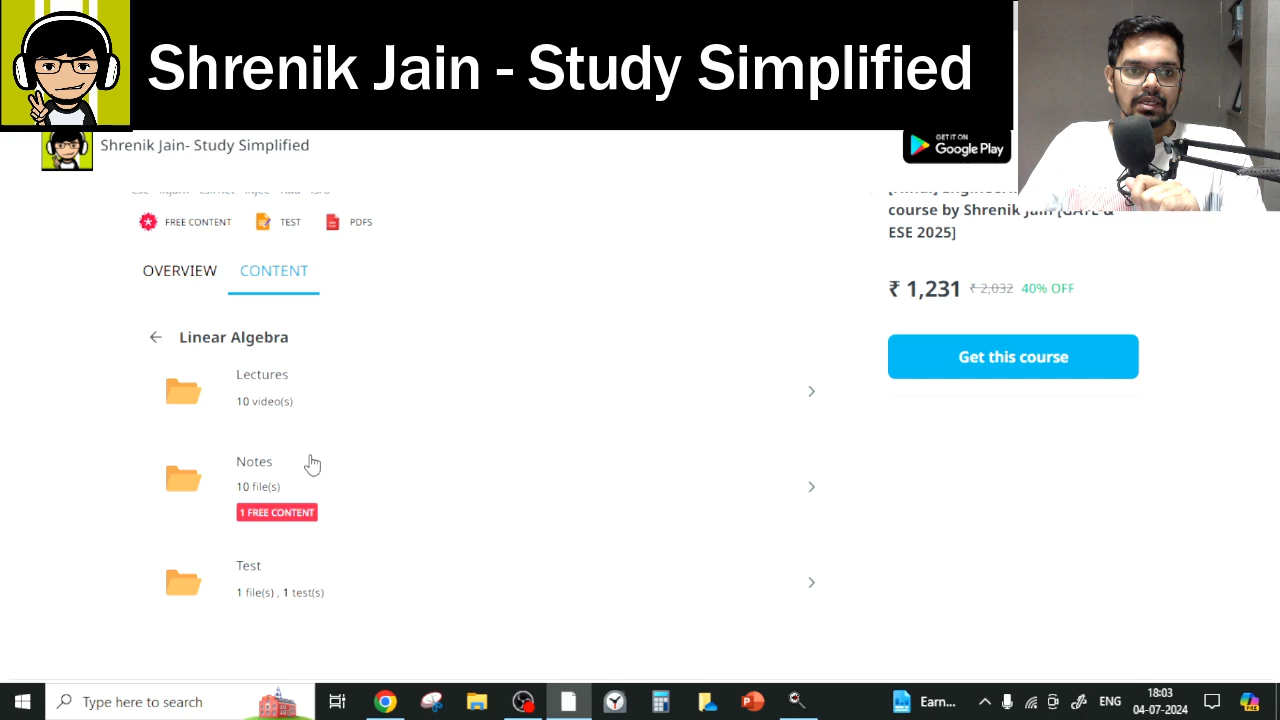 Shrenik Jain - Study Simplified
Shrenik Jain- Study Simplified
GET IT ON
Google Play
FREE CONTENT
TEST
PDFS
course by Shrenik Jain [GATE &
ESE 2025]
OVERVIEW
CONTENT
₹ 1,231 ₹ 2,032 40% OFF
Get this course
Linear Algebra
Lectures
10 video(s)
Notes
10 file(s)
1 FREE CONTENT
Test
1 file(s) , 1 test(s)
Type here to search
Earn...
ENG
18:03
04-07-2024